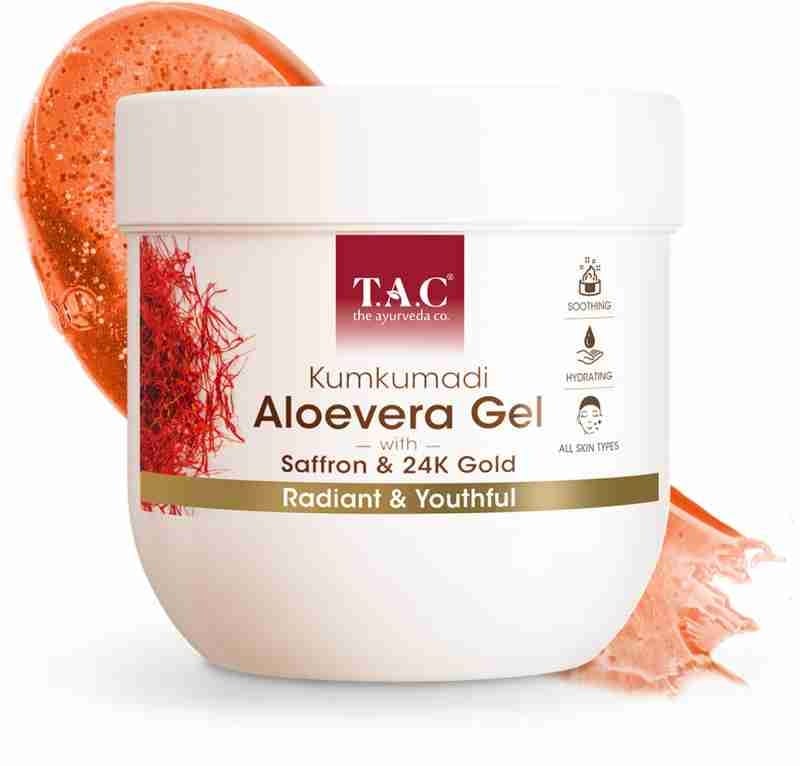 T.A.C®
the ayurveda co.
Kumkumadi
Aloevera Gel
with
Saffron & 24K Gold
Radiant & Youthful
SOOTHING
HYDRATING
ALL SKIN TYPES